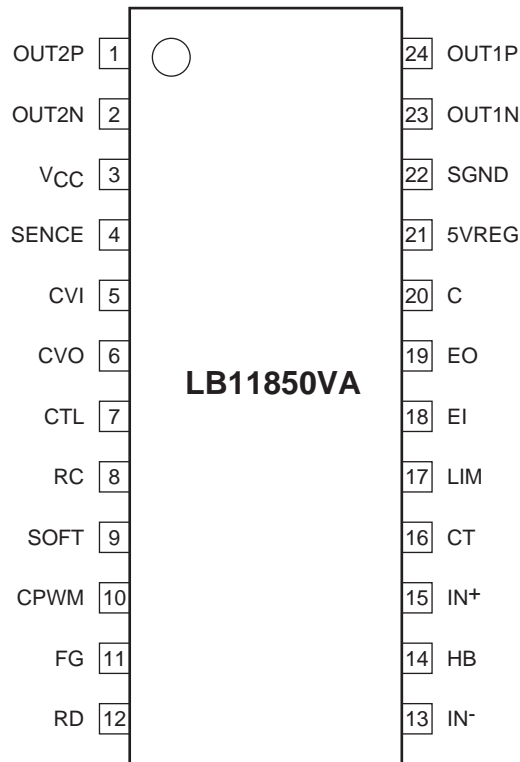 OUT2P 1 24 OUT1P
OUT2N 2 23 OUT1N
VCC 3 22 SGND
SENCE 4 21 5VREG
CVI 5 20 C
CVO 6 19 EO
LB11850VA
CTL 7 18 EI
RC 8 17 LIM
SOFT 9 16 CT
CPWM 10 15 IN+
FG 11 14 HB
RD 12 13 IN-